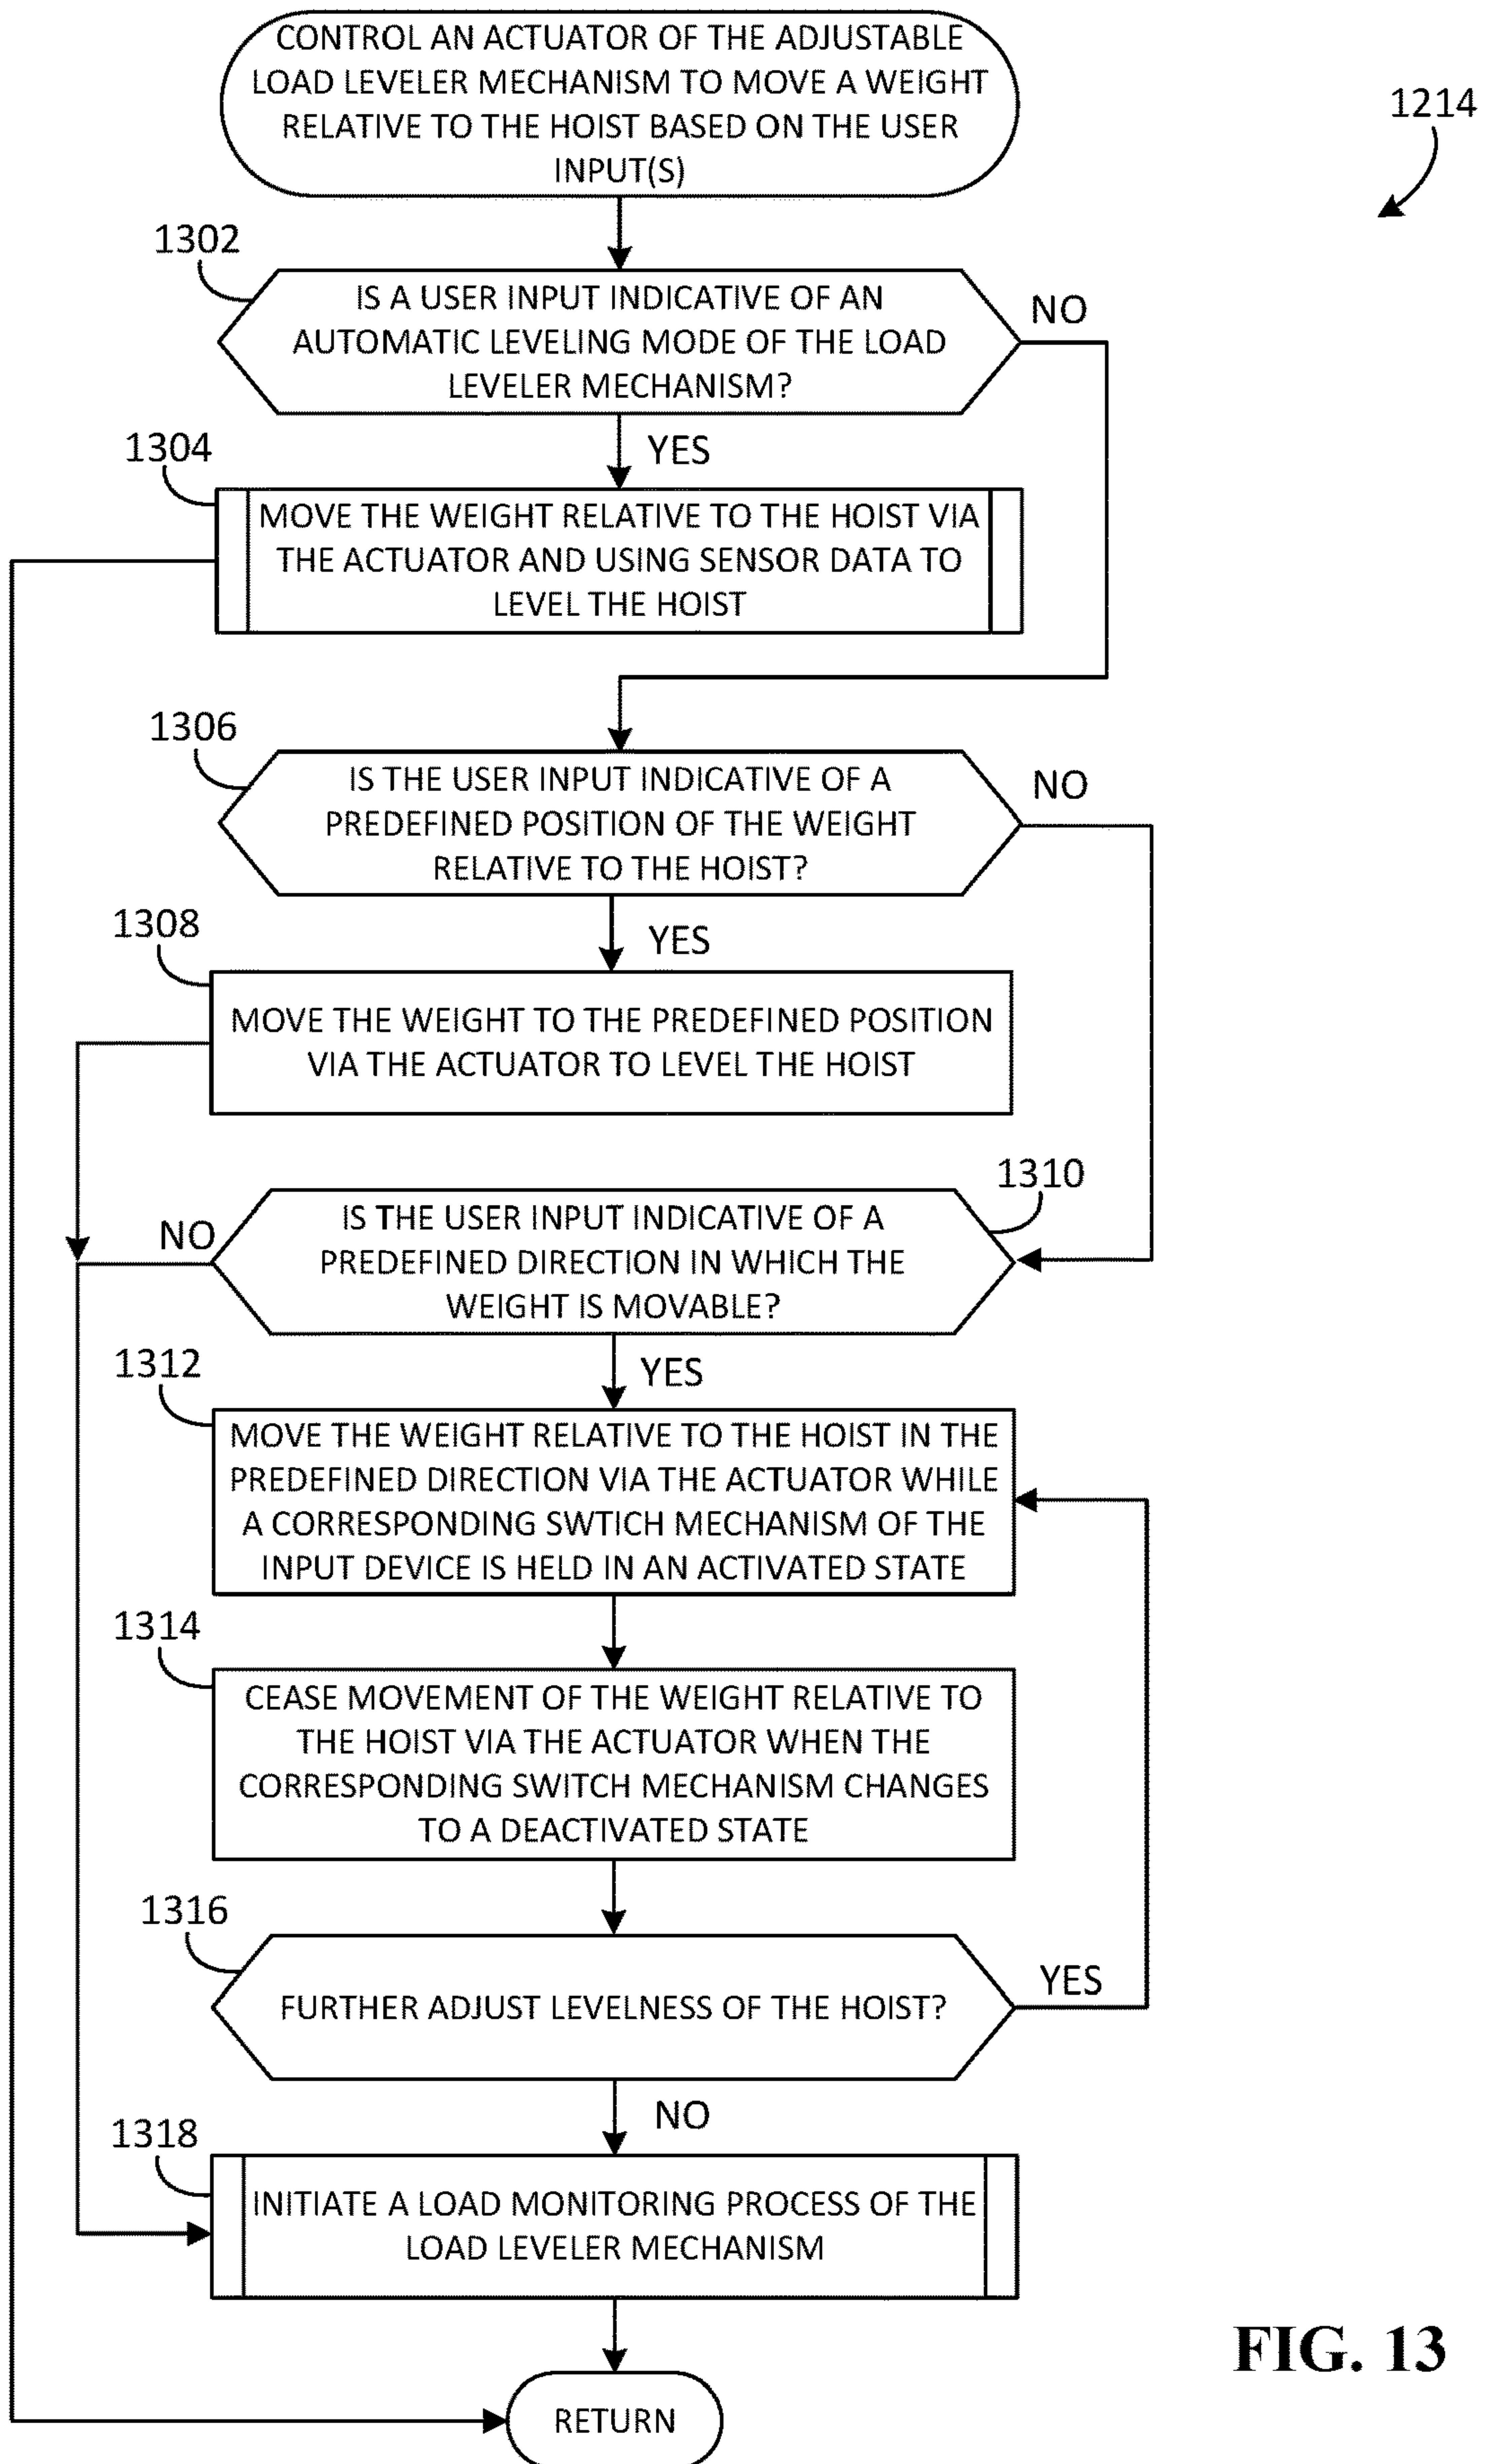 CONTROL AN ACTUATOR OF THE ADJUSTABLE
LOAD LEVELER MECHANISM TO MOVE A WEIGHT
RELATIVE TO THE HOIST BASED ON THE USER
INPUT(S)
1214
1302
IS A USER INPUT INDICATIVE OF AN
AUTOMATIC LEVELING MODE OF THE LOAD
LEVELER MECHANISM?
NO
YES
1304
MOVE THE WEIGHT RELATIVE TO THE HOIST VIA
THE ACTUATOR AND USING SENSOR DATA TO
LEVEL THE HOIST
1306
IS THE USER INPUT INDICATIVE OF A
PREDEFINED POSITION OF THE WEIGHT
RELATIVE TO THE HOIST?
NO
YES
1308
MOVE THE WEIGHT TO THE PREDEFINED POSITION
VIA THE ACTUATOR TO LEVEL THE HOIST
1310
NO
IS THE USER INPUT INDICATIVE OF A
PREDEFINED DIRECTION IN WHICH THE
WEIGHT IS MOVABLE?
YES
1312
MOVE THE WEIGHT RELATIVE TO THE HOIST IN THE
PREDEFINED DIRECTION VIA THE ACTUATOR WHILE
A CORRESPONDING SWTICH MECHANISM OF THE
INPUT DEVICE IS HELD IN AN ACTIVATED STATE
1314
CEASE MOVEMENT OF THE WEIGHT RELATIVE TO
THE HOIST VIA THE ACTUATOR WHEN THE
CORRESPONDING SWITCH MECHANISM CHANGES
TO A DEACTIVATED STATE
1316
FURTHER ADJUST LEVELNESS OF THE HOIST?
YES
NO
1318
INITIATE A LOAD MONITORING PROCESS OF THE
LOAD LEVELER MECHANISM
RETURN
FIG. 13